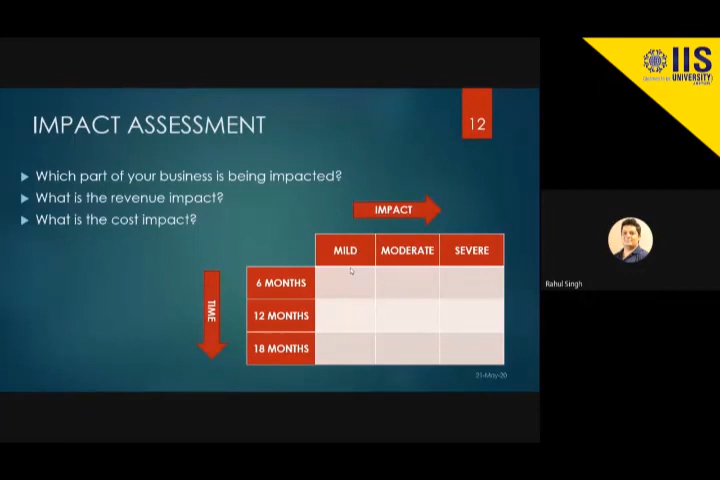 IIS
UNIVERSITY
IMPACT ASSESSMENT
12
Which part of your business is being impacted?
What is the revenue impact?
What is the cost impact?
IMPACT
MILD MODERATE SEVERE
TIME
6 MONTHS
12 MONTHS
18 MONTHS
21-May-20
Rahul Singh